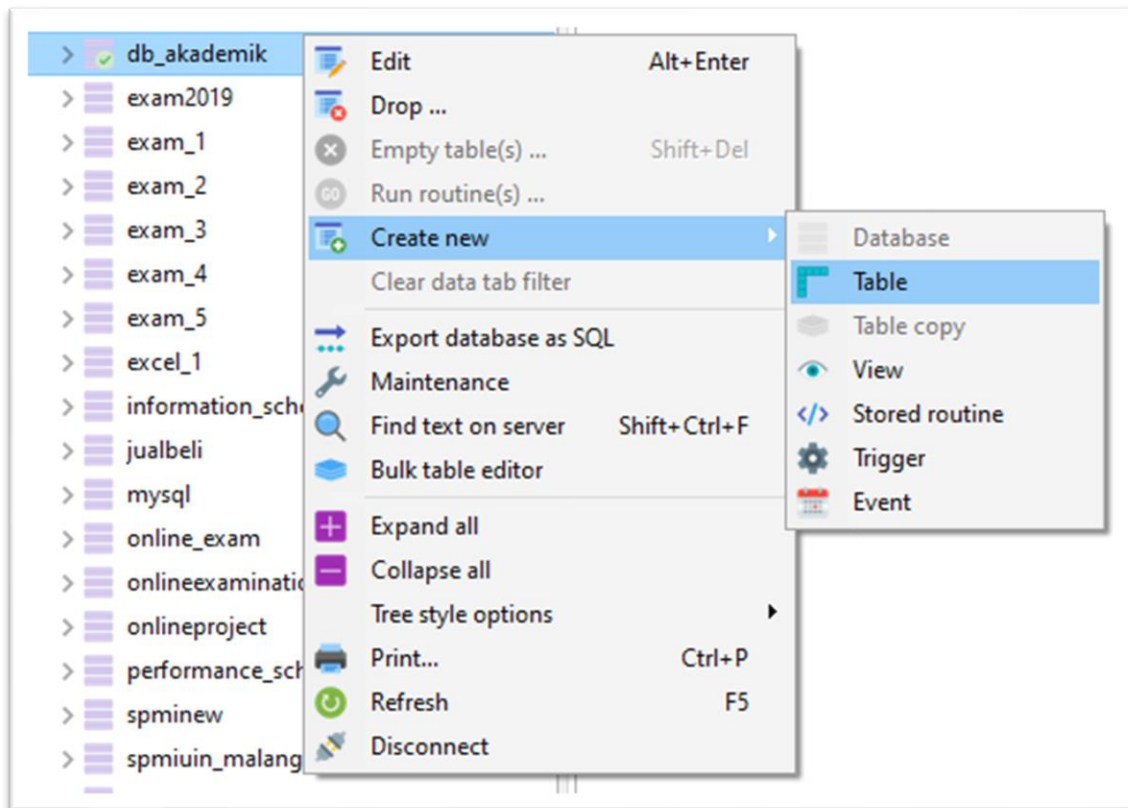 db_akademik
exam2019
exam_1
exam_2
exam_3
exam_4
exam_5
excel_1
information_sch
jualbeli
mysql
online_exam
onlineexaminatio
onlineproject
performance_sch
spminew
spmiuin_malang
Edit Alt+Enter
Drop ...
Empty table(s) ... Shift+Del
GO Run routine(s) ...
Create new
Clear data tab filter
Export database as SQL
Maintenance
Find text on server Shift+Ctrl+F
Bulk table editor
Expand all
Collapse all
Tree style options
Print... Ctrl+P
Refresh F5
Disconnect
Database
Table
Table copy
View
Stored routine
Trigger
Event